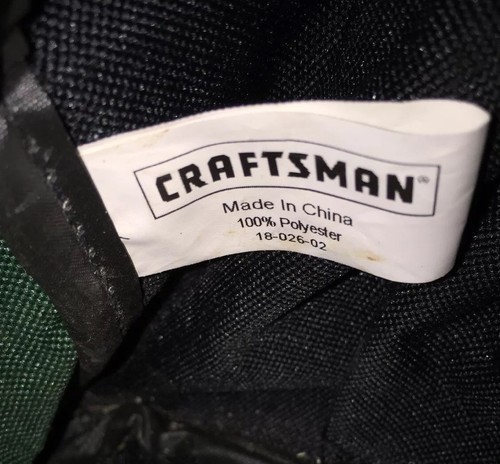 CRAFTSMAN®
Made In China
100% Polyester
18-026-02